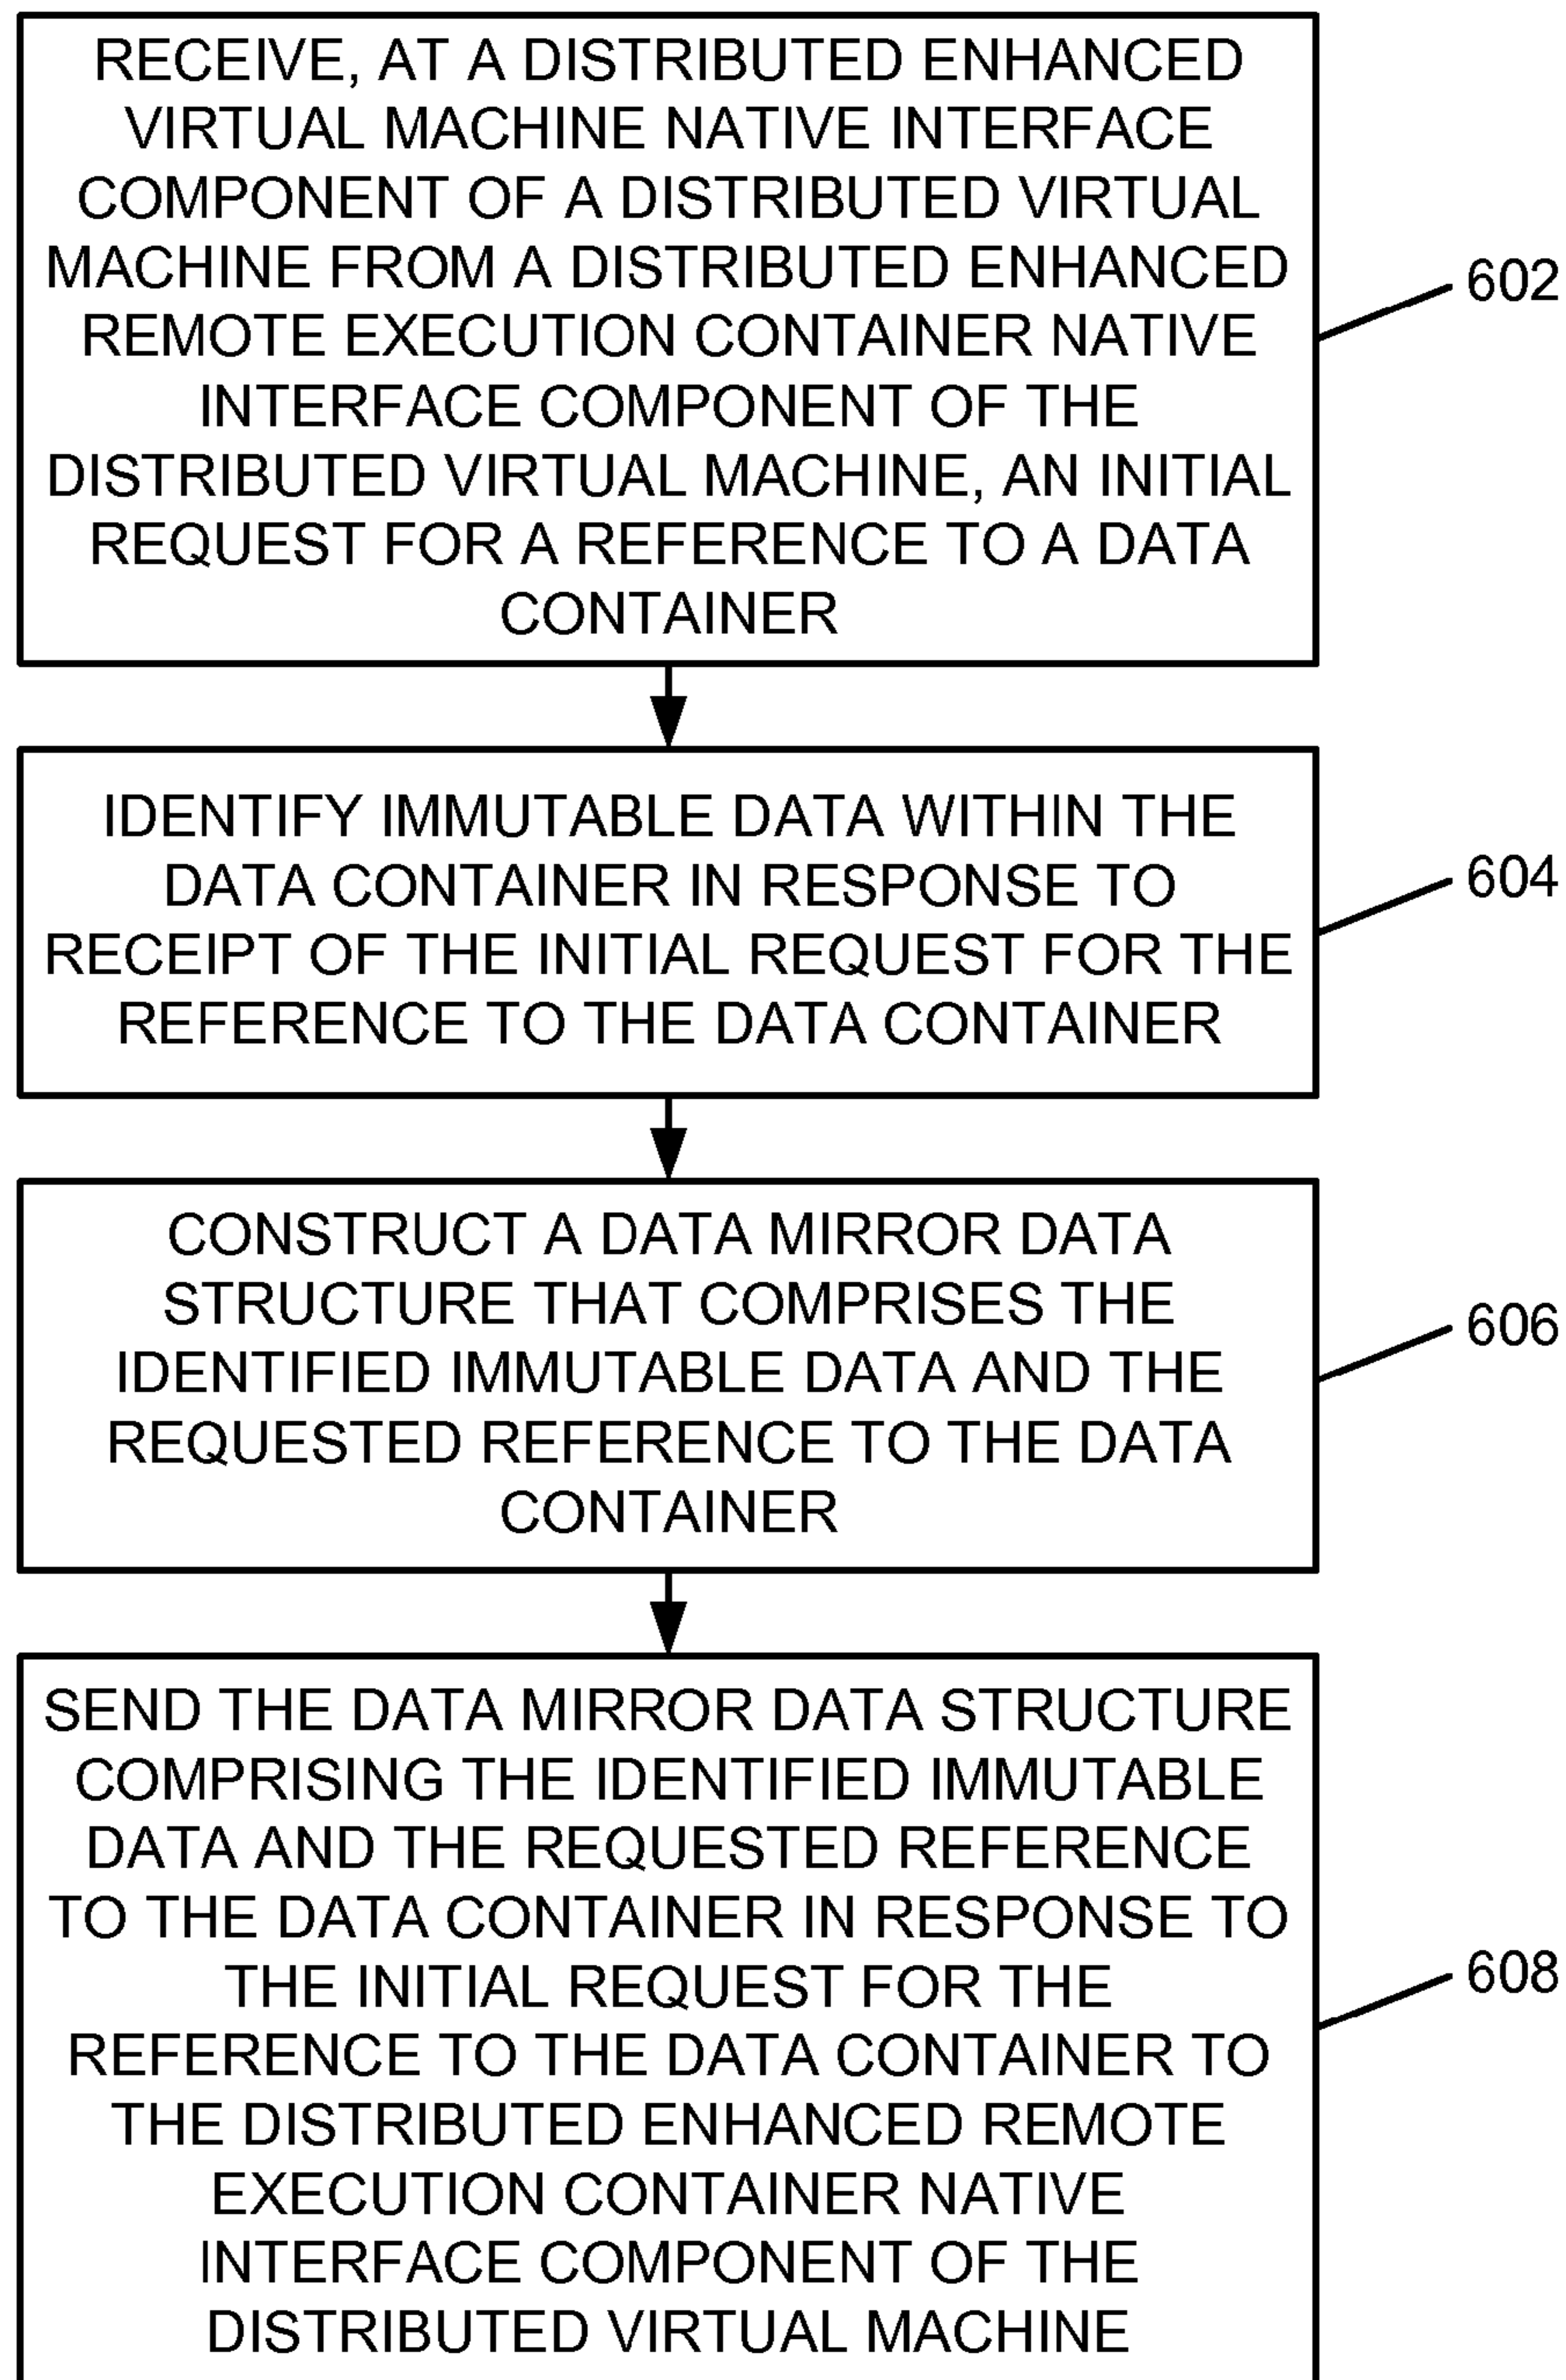 RECEIVE, AT A DISTRIBUTED ENHANCED
VIRTUAL MACHINE NATIVE INTERFACE
COMPONENT OF A DISTRIBUTED VIRTUAL
MACHINE FROM A DISTRIBUTED ENHANCED
REMOTE EXECUTION CONTAINER NATIVE
INTERFACE COMPONENT OF THE
DISTRIBUTED VIRTUAL MACHINE, AN INITIAL
REQUEST FOR A REFERENCE TO A DATA
CONTAINER
602
IDENTIFY IMMUTABLE DATA WITHIN THE
DATA CONTAINER IN RESPONSE TO
RECEIPT OF THE INITIAL REQUEST FOR THE
REFERENCE TO THE DATA CONTAINER
604
CONSTRUCT A DATA MIRROR DATA
STRUCTURE THAT COMPRISES THE
IDENTIFIED IMMUTABLE DATA AND THE
REQUESTED REFERENCE TO THE DATA
CONTAINER
606
SEND THE DATA MIRROR DATA STRUCTURE
COMPRISING THE IDENTIFIED IMMUTABLE
DATA AND THE REQUESTED REFERENCE
TO THE DATA CONTAINER IN RESPONSE TO
THE INITIAL REQUEST FOR THE
REFERENCE TO THE DATA CONTAINER TO
THE DISTRIBUTED ENHANCED REMOTE
EXECUTION CONTAINER NATIVE
INTERFACE COMPONENT OF THE
DISTRIBUTED VIRTUAL MACHINE
608